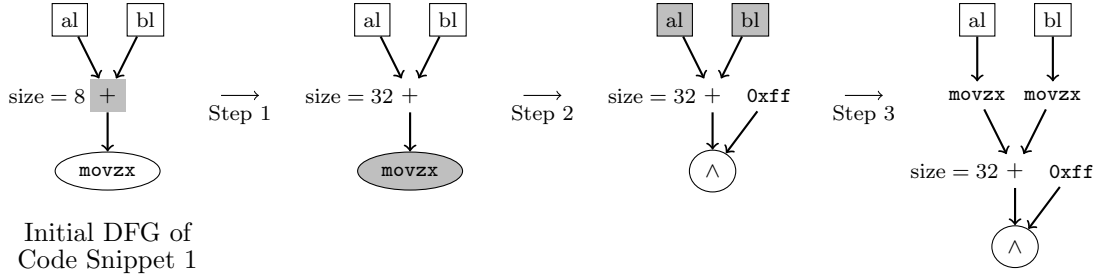 al bl al bl al bl al bl
size = 8 + size = 32 + size = 32 + 0xff movzx movzx
Step 1 Step 2 Step 3
movzx movzx ∧ size = 32 + 0xff
Initial DFG of
Code Snippet 1
∧